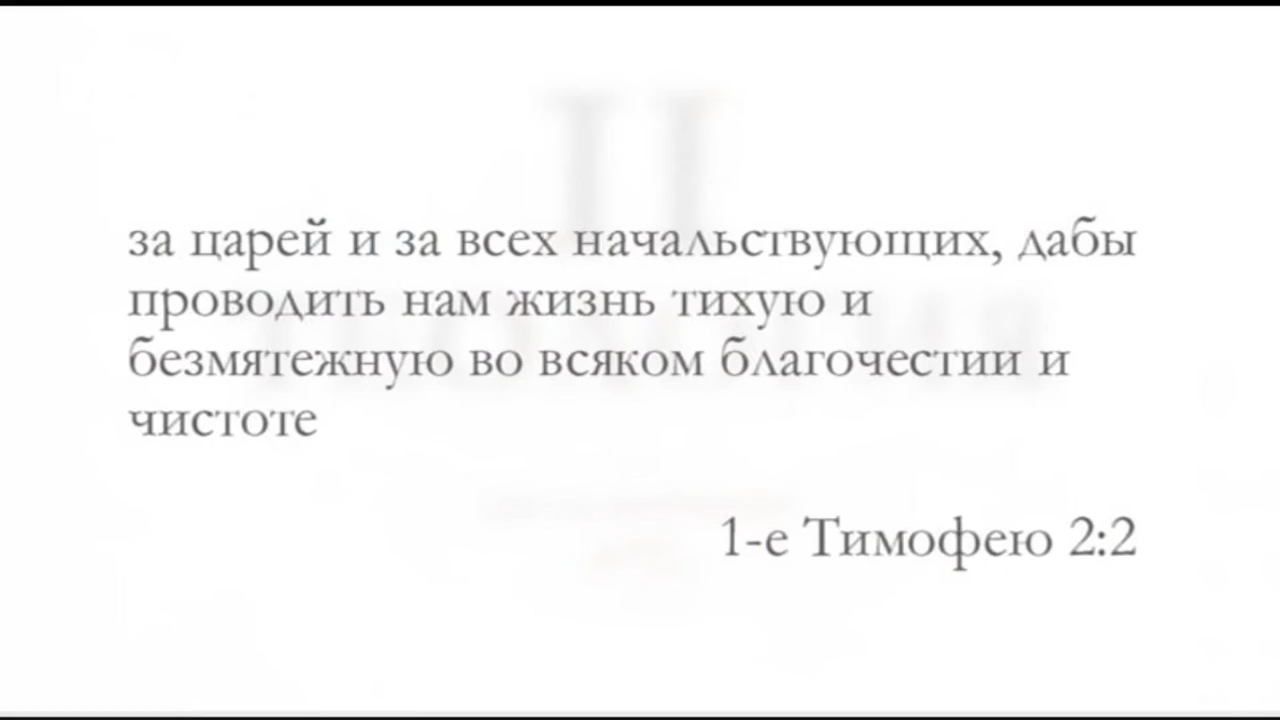 за царей и за всех начальствующих, дабы
проводить нам жизнь тихую и
безмятежную во всяком благочестии и
чистоте
1-е Тимофею 2:2